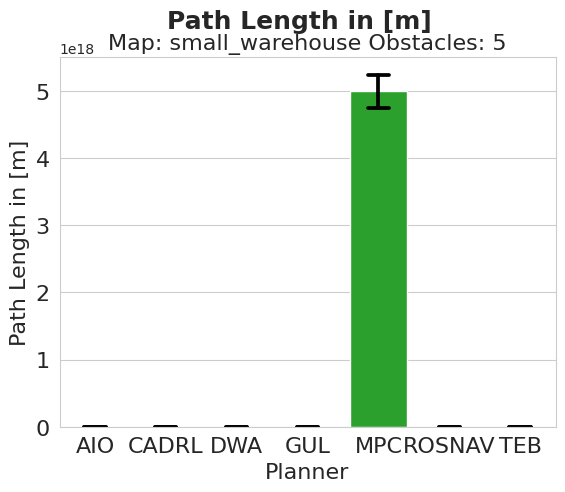 Path Length in [m]
Map: small_warehouse Obstacles: 5
1e18
Path Length in [m]
5
4
3
2
1
0
AIO CADRL DWA GUL MPC ROSNAV TEB
Planner